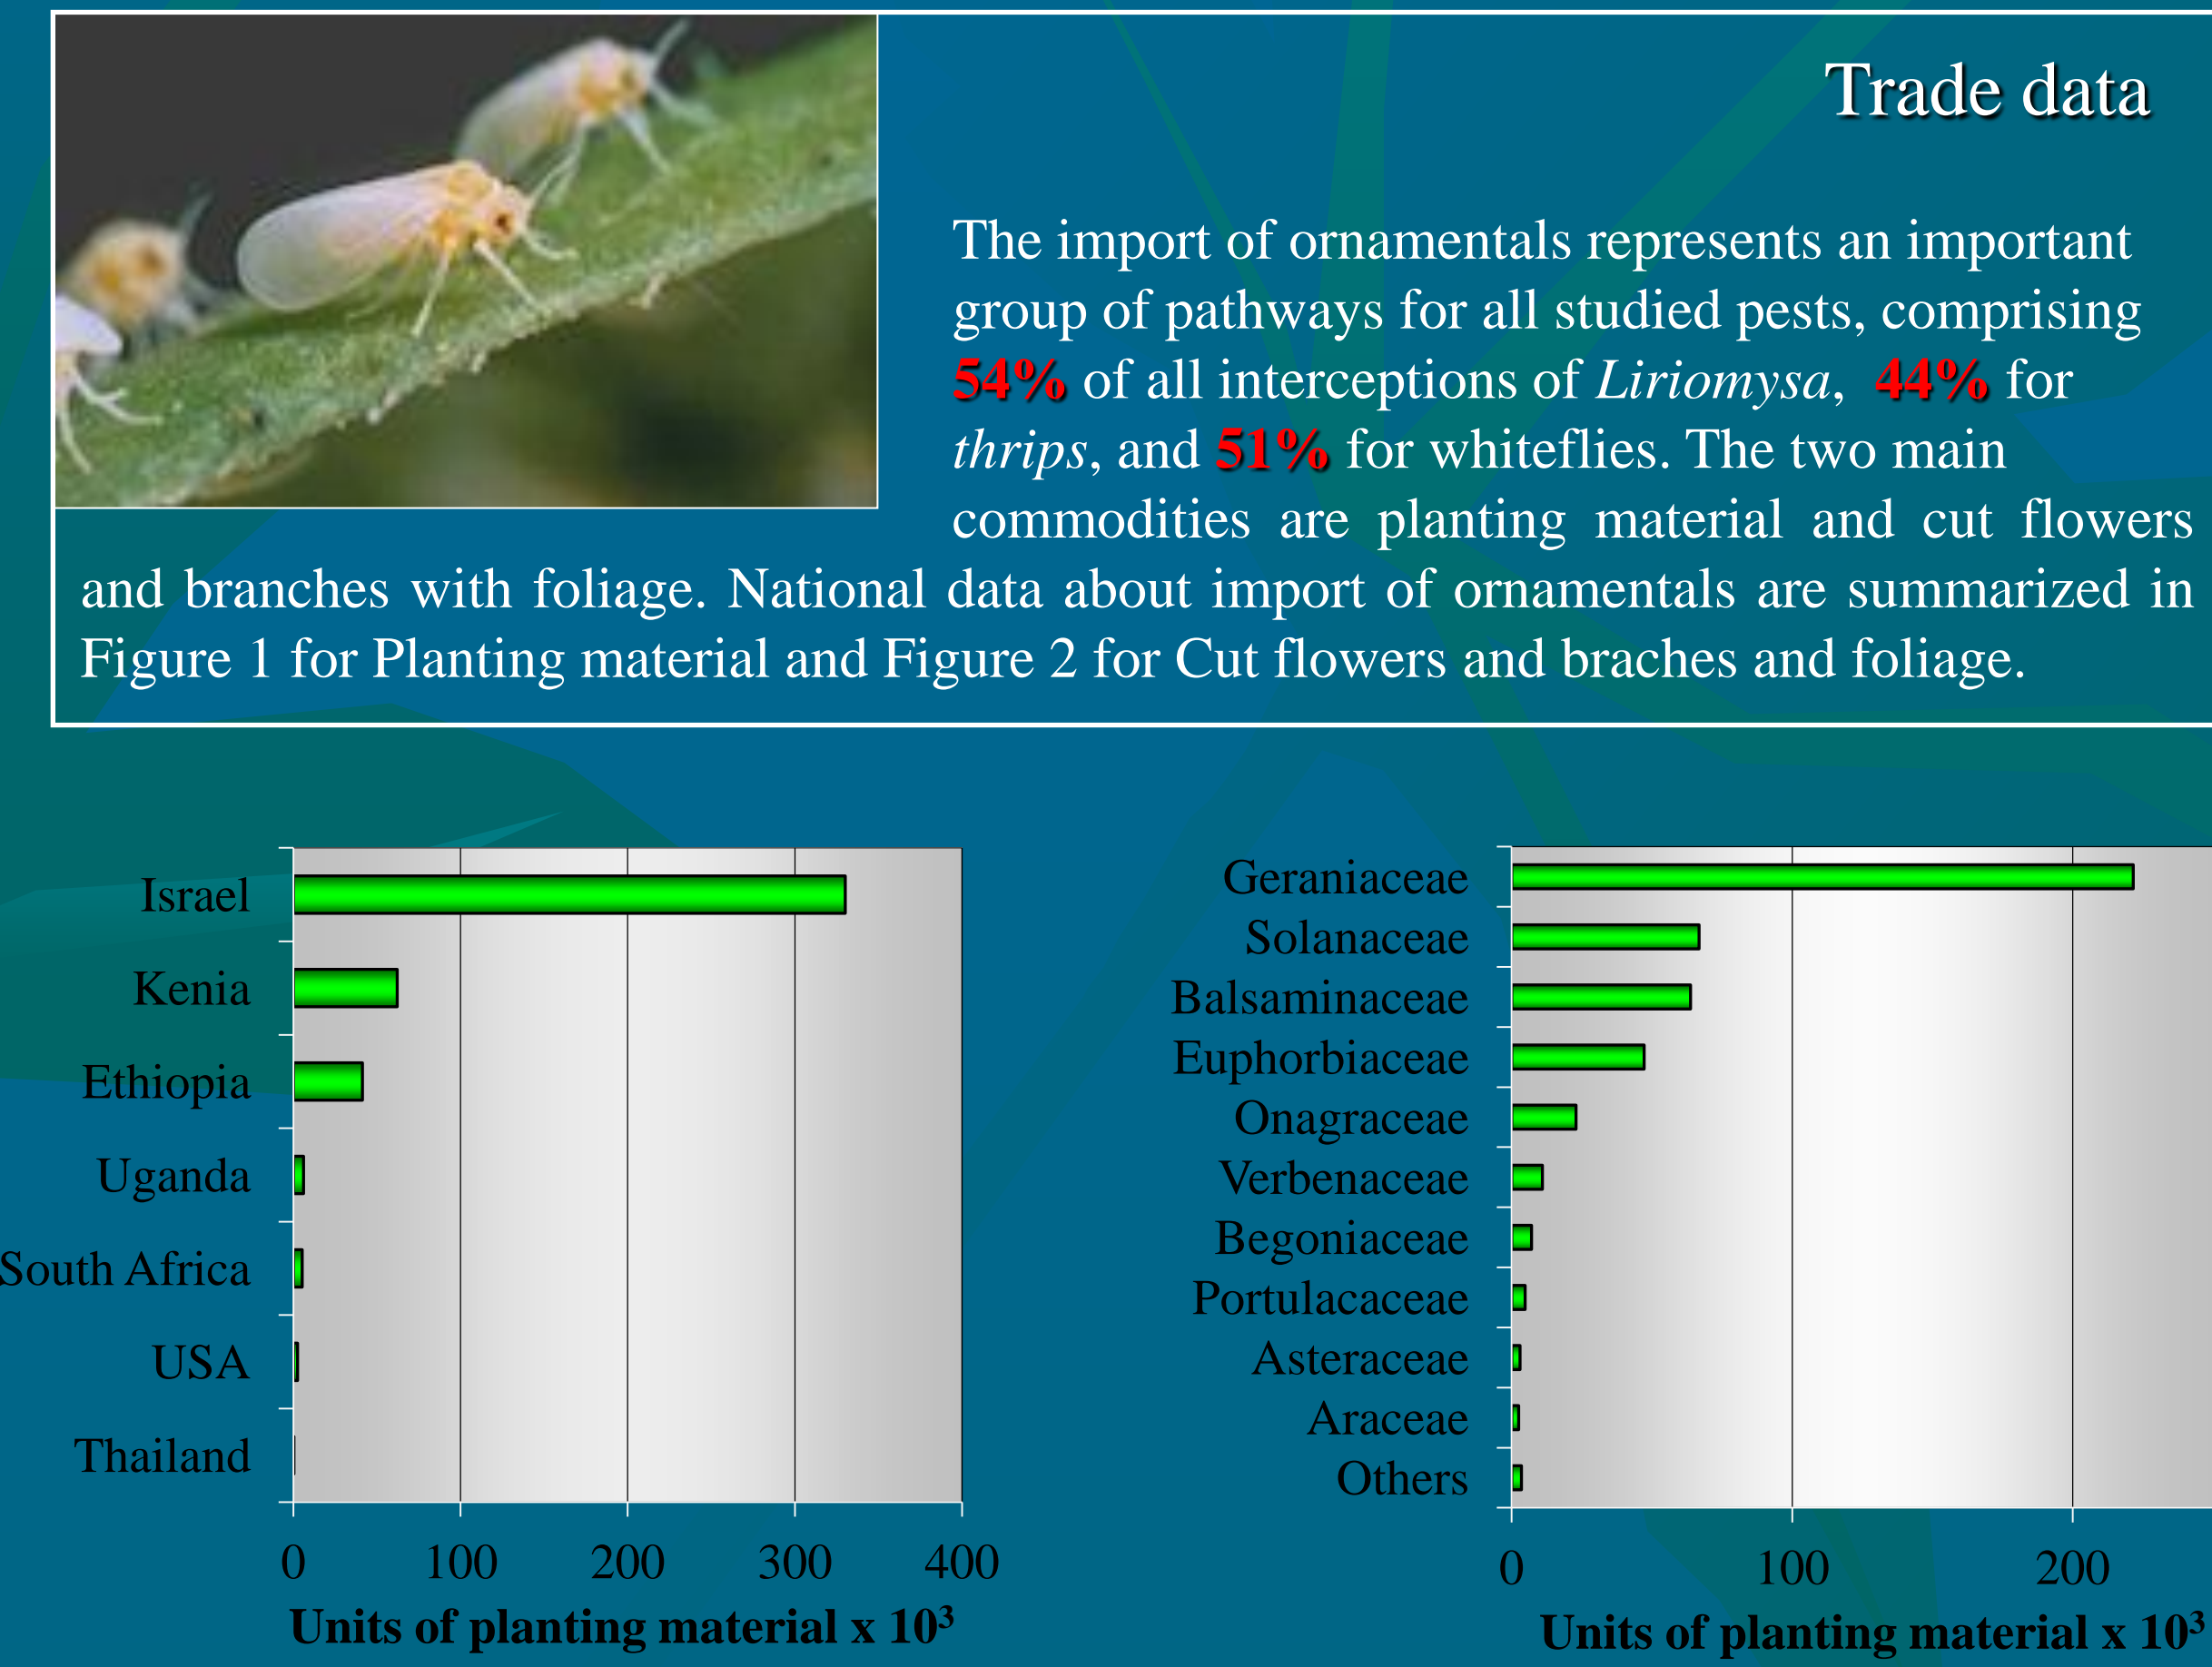 Trade data
The import of ornamentals represents an important
group of pathways for all studied pests, comprising
54% of all interceptions of Liriomysa, 44% for
thrips, and 51% for whiteflies. The two main
commodities are planting material and cut flowers
and branches with foliage. National data about import of ornamentals are summarized in
Figure 1 for Planting material and Figure 2 for Cut flowers and braches and foliage.
Israel
Kenia
Ethiopia
Uganda
South Africa
USA
Thailand
0 100 200 300 400
Units of planting material x 10³
Geraniaceae
Solanaceae
Balsaminaceae
Euphorbiaceae
Onagraceae
Verbenaceae
Begoniaceae
Portulacaceae
Asteraceae
Araceae
Others
0 100 200
Units of planting material x 10³